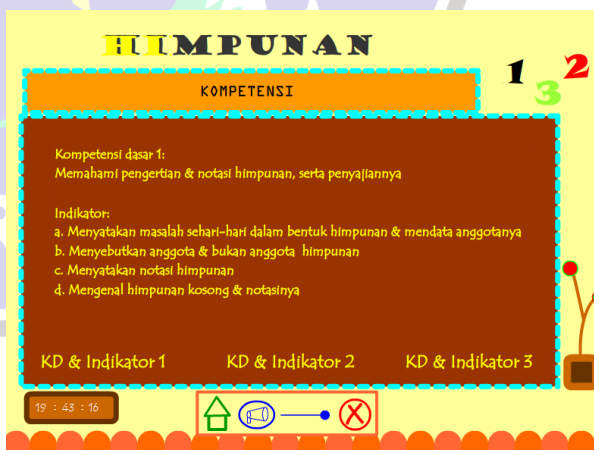 HIMPUNAN
1 2 3
KOMPETENSI
Kompetensi dasar 1:
Memahami pengertian & notasi himpunan, serta penyajiannya
Indikator:
a. Menyatakan masalah sehari-hari dalam bentuk himpunan & mendata anggotanya
b. Menyebutkan anggota & bukan anggota himpunan
c. Menyatakan notasi himpunan
d. Mengenal himpunan kosong & notasinya
KD & Indikator 1 KD & Indikator 2 KD & Indikator 3
19 : 43 : 16